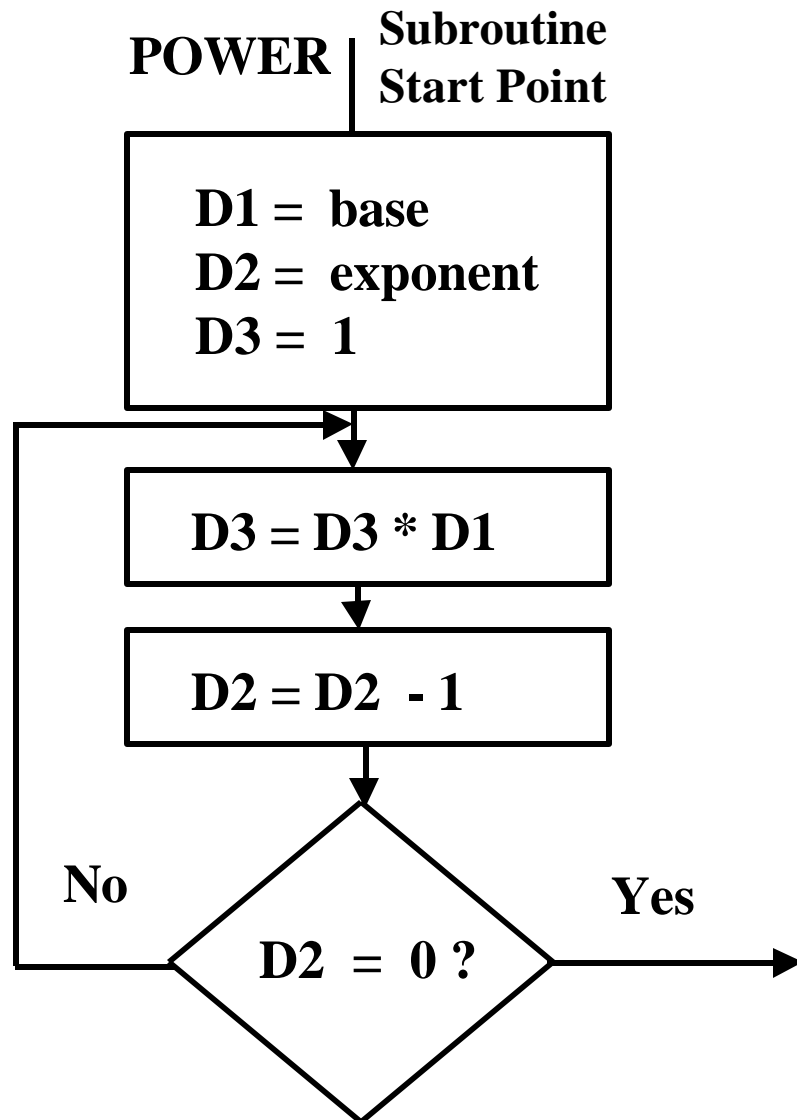 POWER
Subroutine
Start Point
D1 = base
D2 = exponent
D3 = 1
D3 = D3 * D1
D2 = D2 - 1
No
Yes
D2 = 0 ?